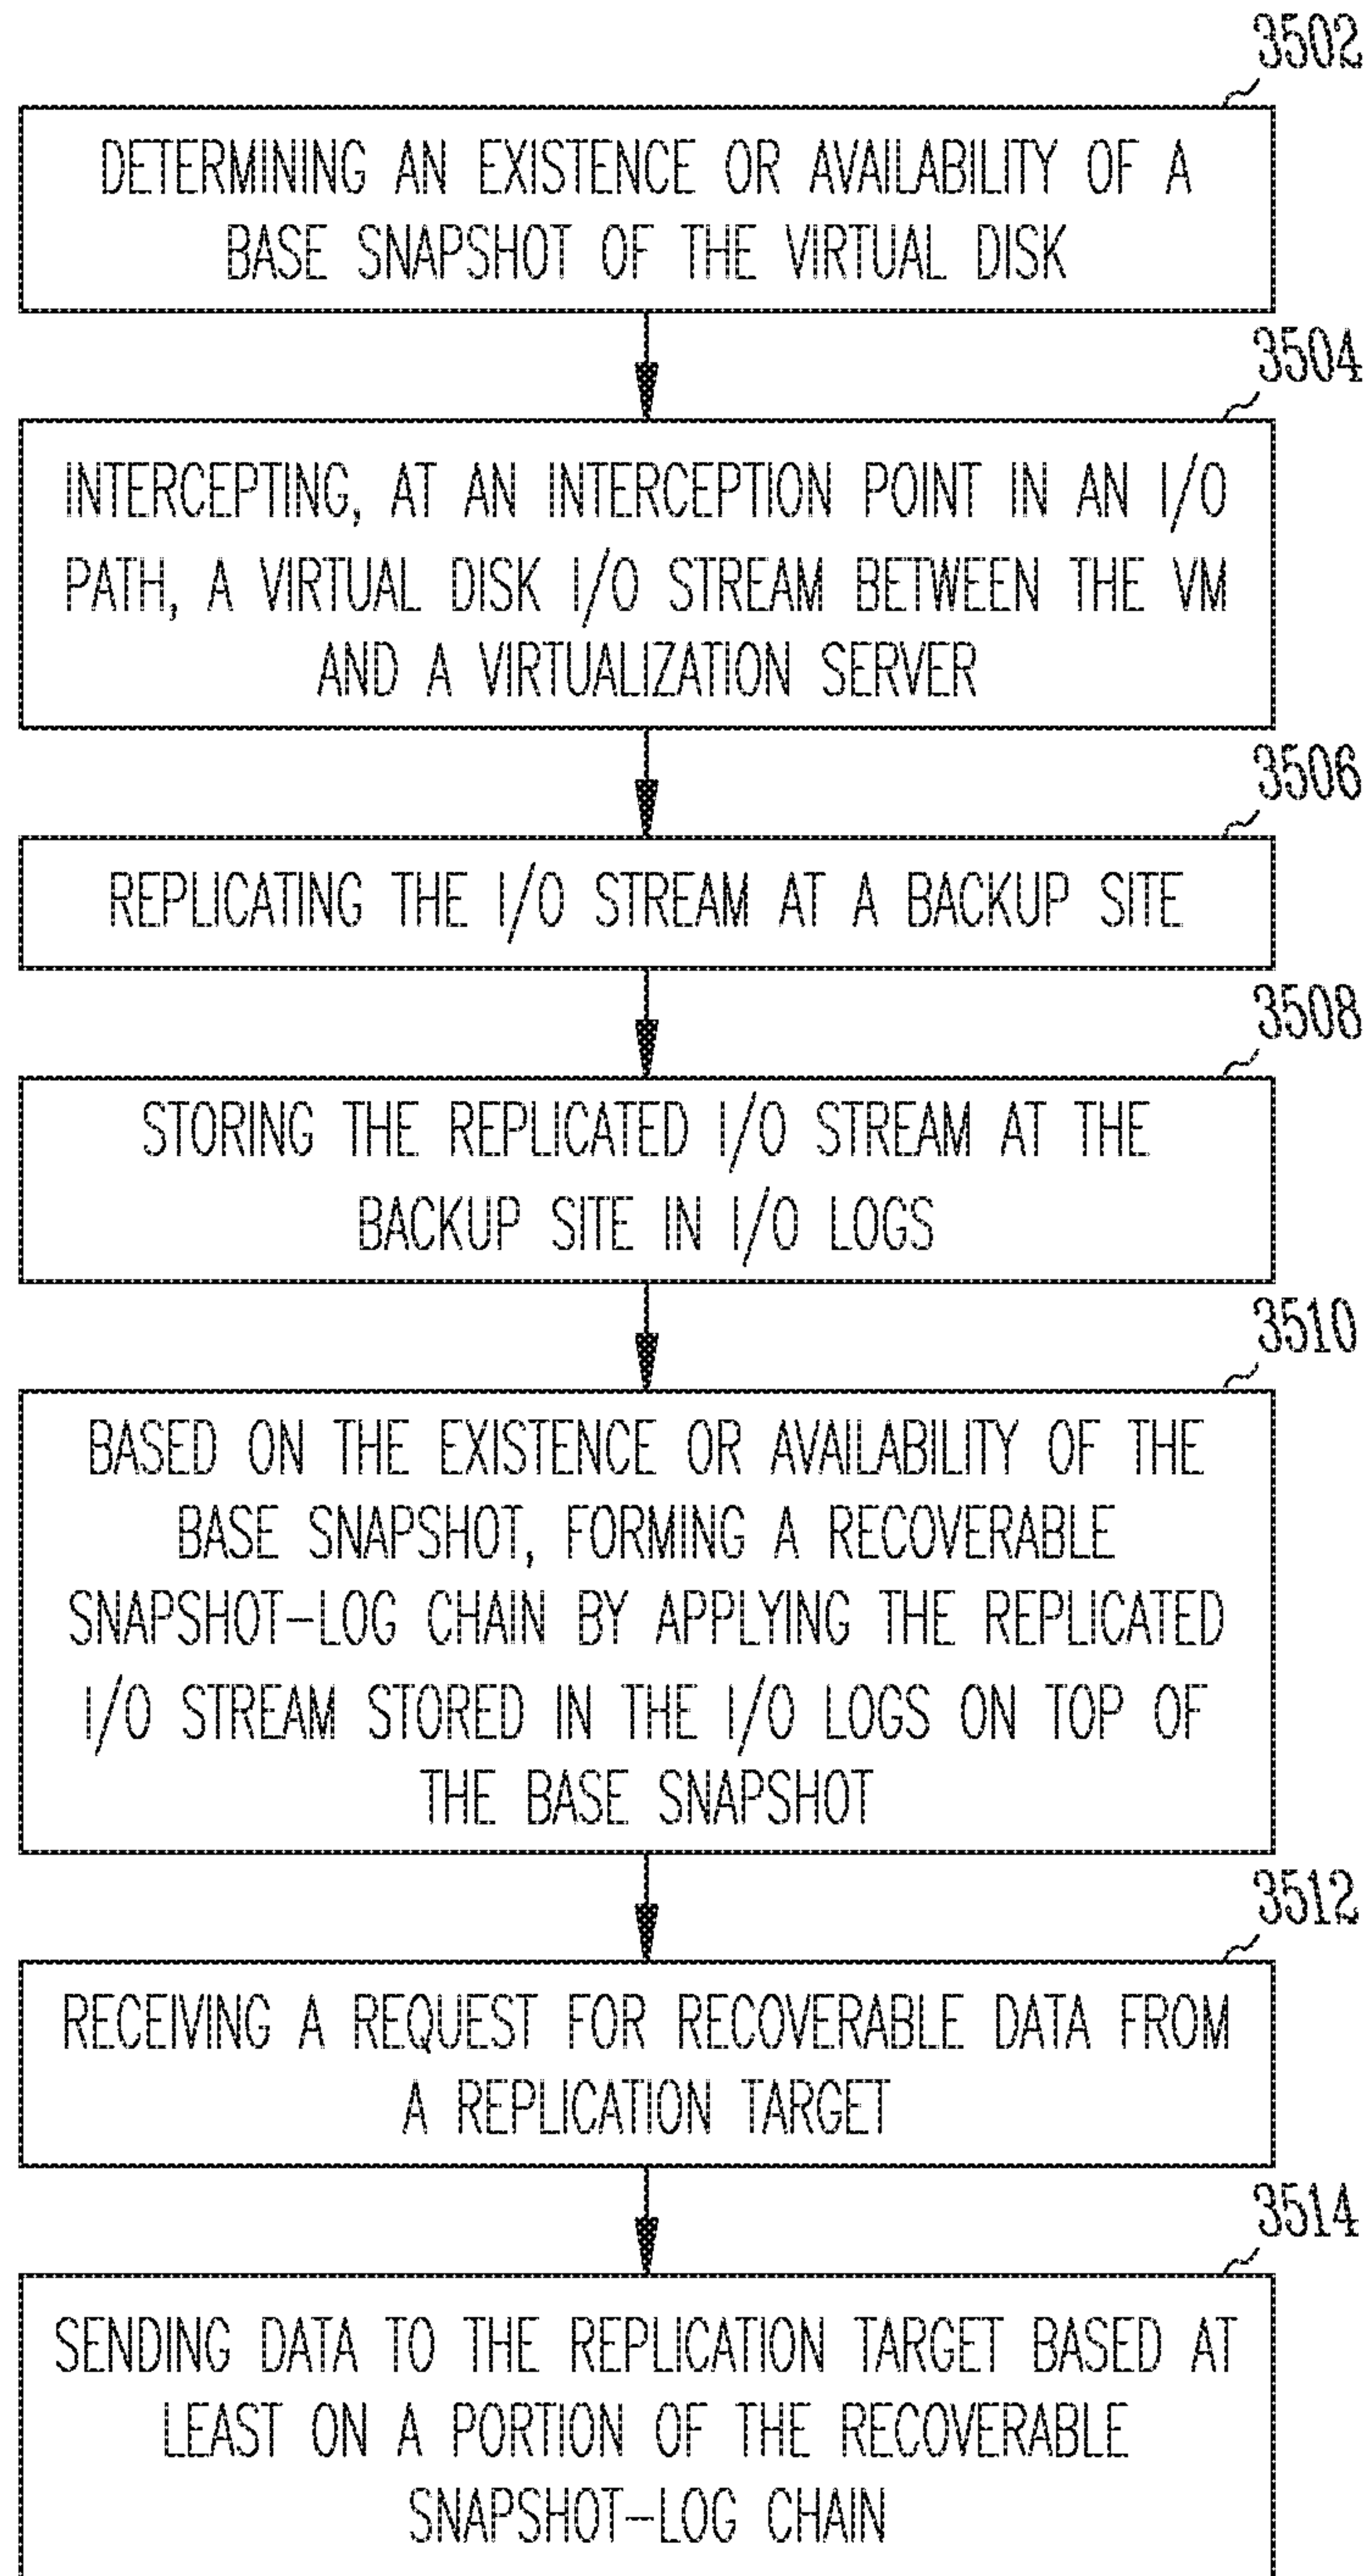 3502
DETERMINING AN EXISTENCE OR AVAILABILITY OF A
BASE SNAPSHOT OF THE VIRTUAL DISK
3504
INTERCEPTING, AT AN INTERCEPTION POINT IN AN I/O
PATH, A VIRTUAL DISK I/O STREAM BETWEEN THE VM
AND A VIRTUALIZATION SERVER
3506
REPLICATING THE I/O STREAM AT A BACKUP SITE
3508
STORING THE REPLICATED I/O STREAM AT THE
BACKUP SITE IN I/O LOGS
3510
BASED ON THE EXISTENCE OR AVAILABILITY OF THE
BASE SNAPSHOT, FORMING A RECOVERABLE
SNAPSHOT-LOG CHAIN BY APPLYING THE REPLICATED
I/O STREAM STORED IN THE I/O LOGS ON TOP OF
THE BASE SNAPSHOT
3512
RECEIVING A REQUEST FOR RECOVERABLE DATA FROM
A REPLICATION TARGET
3514
SENDING DATA TO THE REPLICATION TARGET BASED AT
LEAST ON A PORTION OF THE RECOVERABLE
SNAPSHOT-LOG CHAIN